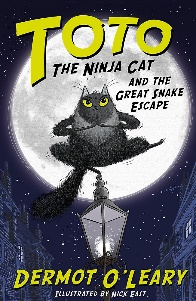 TOTO
THE NINJA CAT
AND THE
GREAT SNAKE
ESCAPE
DERMOT O'LEARY
ILLUSTRATED BY NICK EAST